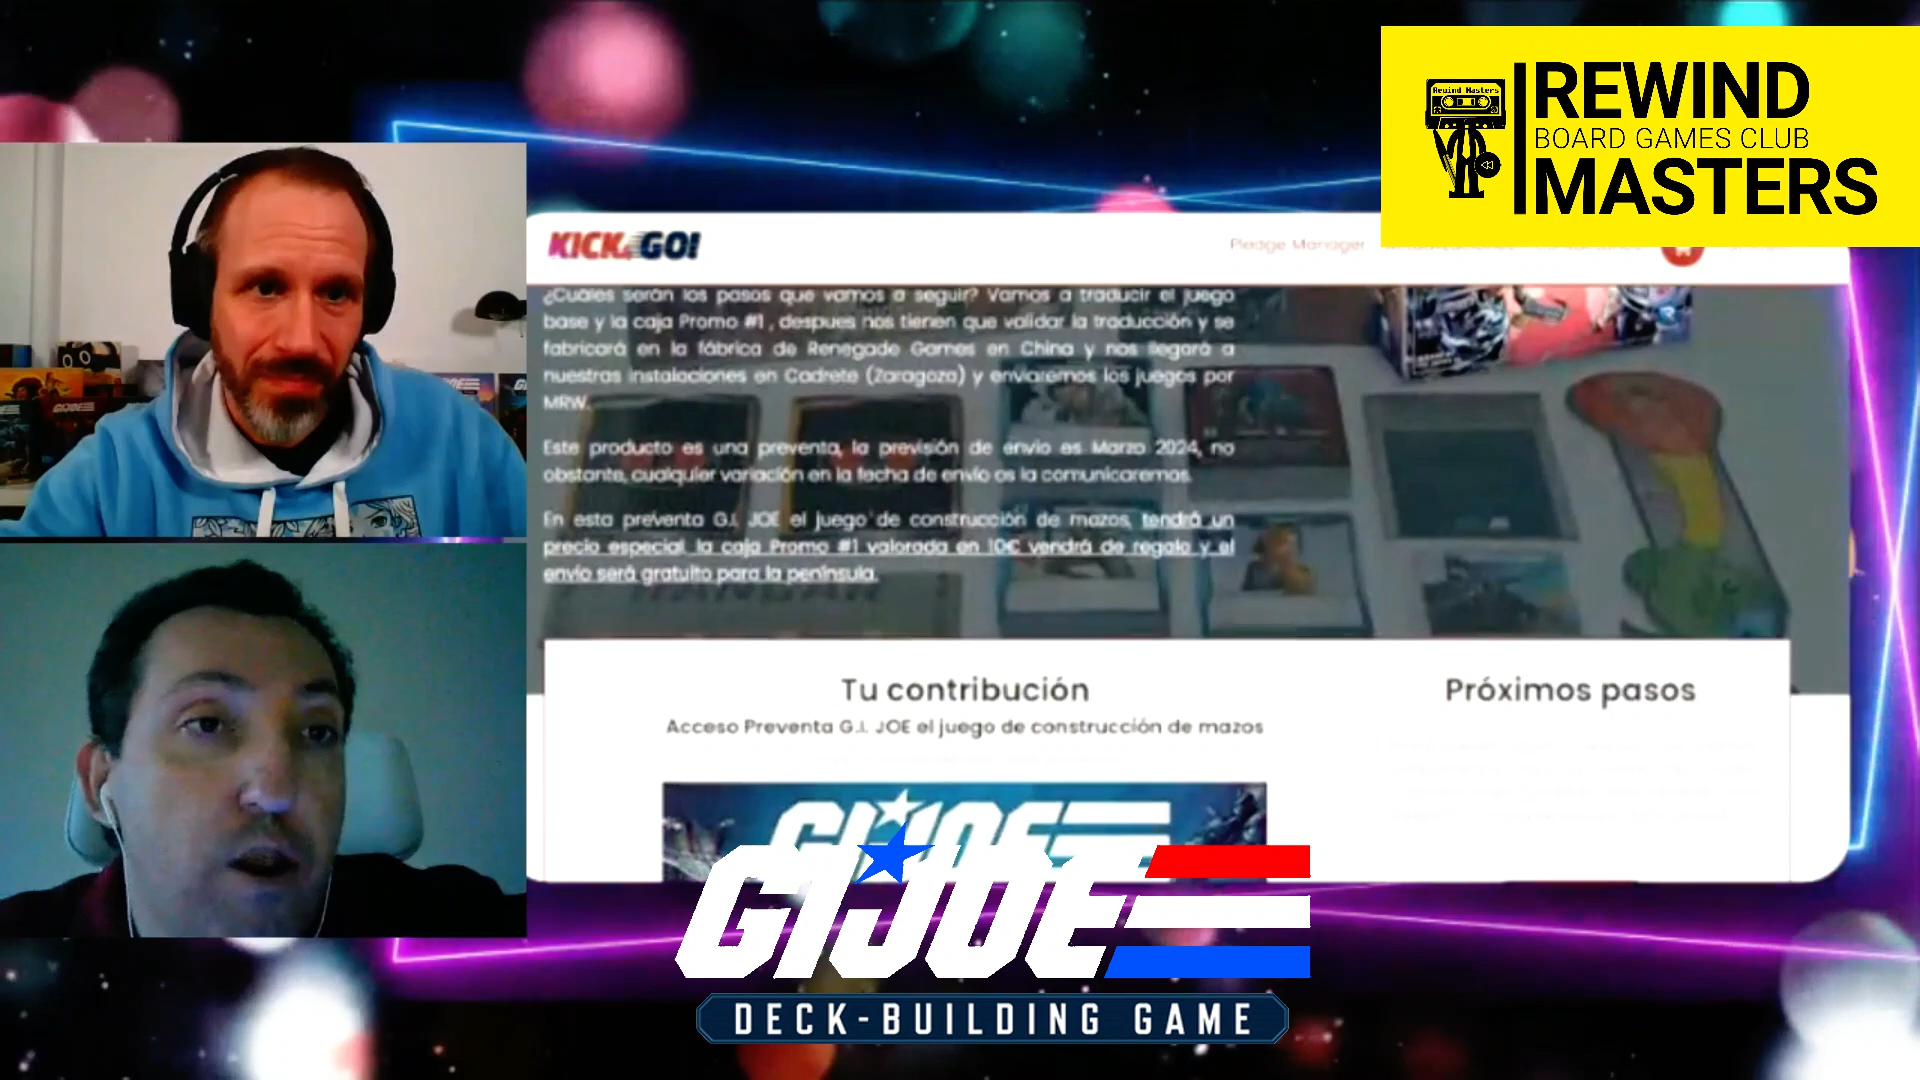 Rewind Masters
REWIND
BOARD GAMES CLUB
MASTERS
KICK&GO!
Pledge Manager
¿Cuáles serán los pasos que vamos a seguir? Vamos a traducir el juego
base y la caja Promo #1 , despues nos tienen que validar la traducción y se
fabricará en la fábrica de Renegade Games en China y nos llegará a
nuestras instalaciones en Cadrete (Zaragoza) y enviaremos los juegos por
MRW.
Este producto es una preventa, la previsión de envío es Marzo 2024, no
obstante, cualquier variación en la fecha de envío os la comunicaremos.
En esta preventa G.I. JOE el juego de construcción de mazos, tendrá un
precio especial, la caja Promo #1 valorada en 10€ vendrá de regalo y el
envío será gratuito para la península.
Tu contribución
Próximos pasos
Acceso Preventa G.I. JOE el juego de construcción de mazos
GI JOE
GI JOE
DECK-BUILDING GAME